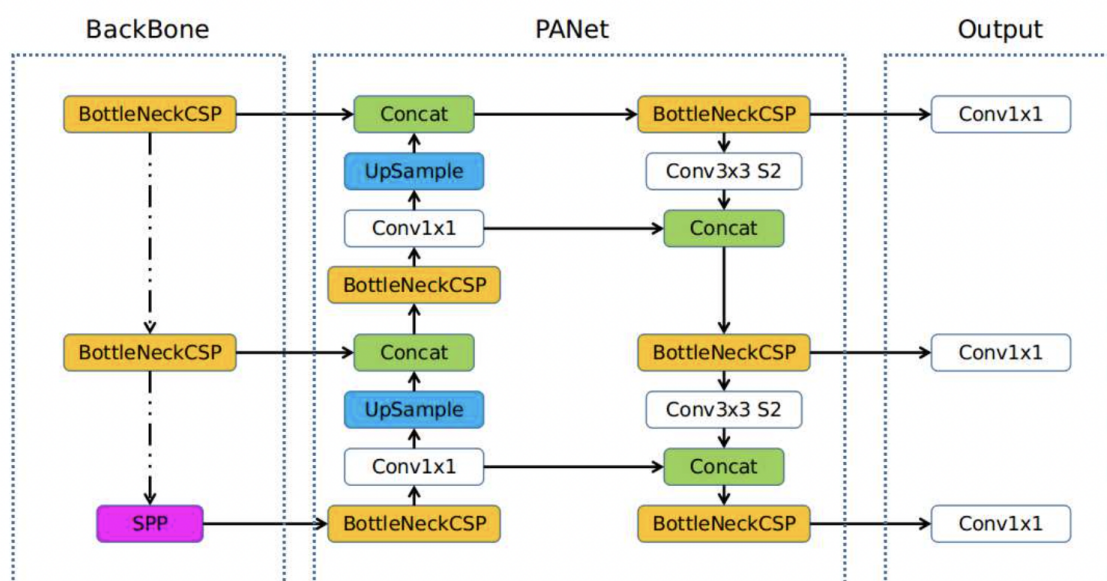 BackBone PANet Output
BottleNeckCSP Concat BottleNeckCSP Conv1x1
UpSample Conv3x3 S2
Conv1x1 Concat
BottleNeckCSP
BottleNeckCSP Concat BottleNeckCSP Conv1x1
UpSample Conv3x3 S2
Conv1x1 Concat
SPP BottleNeckCSP BottleNeckCSP Conv1x1